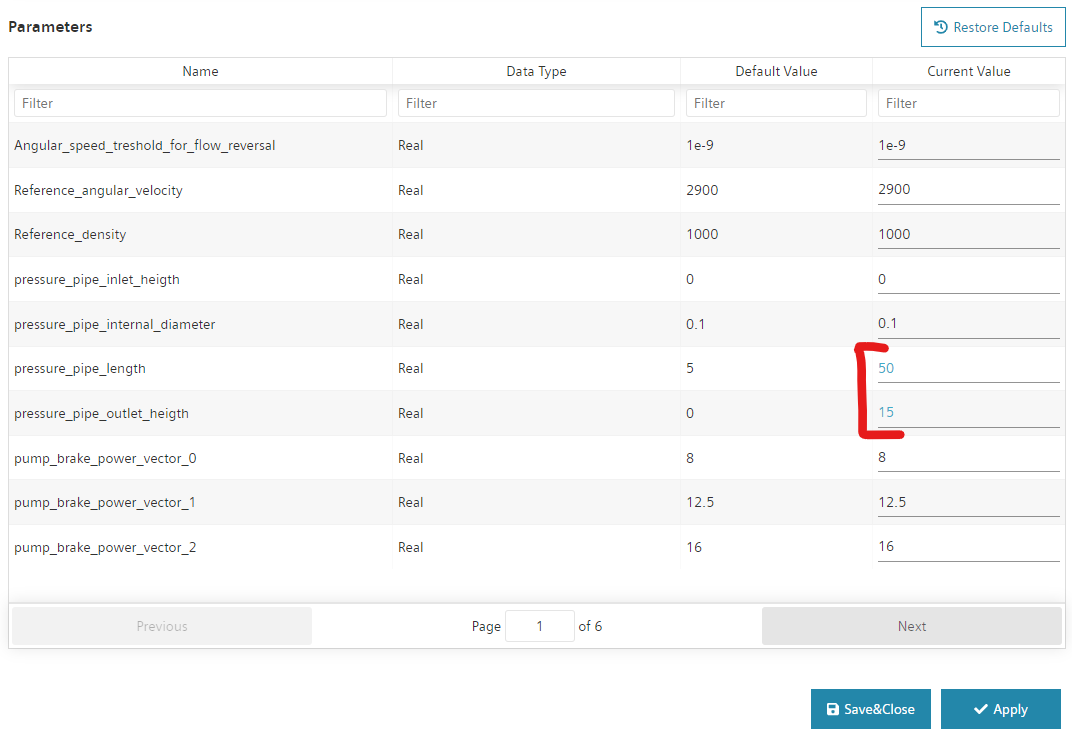 Parameters
Restore Defaults
Name Data Type Default Value Current Value
Filter Filter Filter Filter
Angular_speed_treshold_for_flow_reversal Real 1e-9 1e-9
Reference_angular_velocity Real 2900 2900
Reference_density Real 1000 1000
pressure_pipe_inlet_heigth Real 0 0
pressure_pipe_internal_diameter Real 0.1 0.1
pressure_pipe_length Real 5 50
pressure_pipe_outlet_heigth Real 0 15
pump_brake_power_vector_0 Real 8 8
pump_brake_power_vector_1 Real 12.5 12.5
pump_brake_power_vector_2 Real 16 16
Previous Page 1 of 6 Next
Save&Close Apply